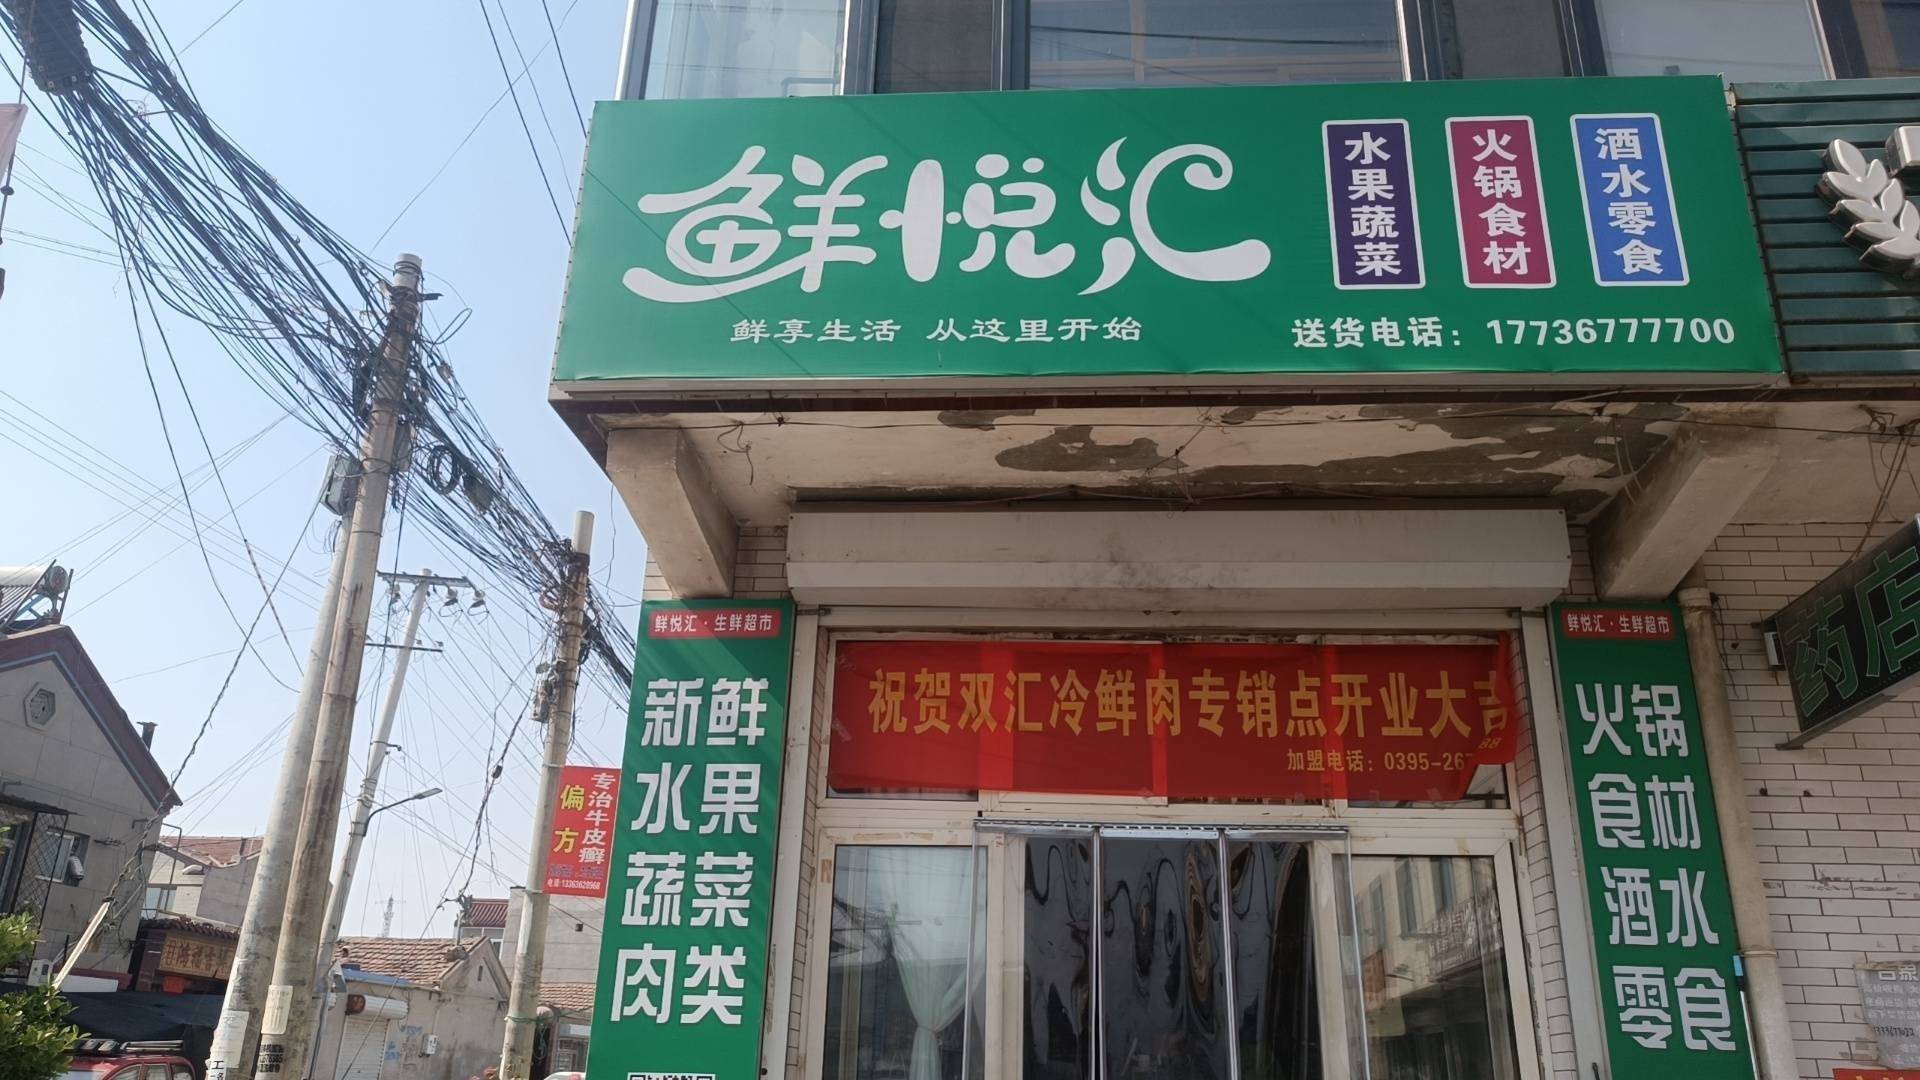 鲜悦汇
鲜享生活 从这里开始
水果蔬菜
火锅食材
酒水零食
送货电话：17736777700
鲜悦汇·生鲜超市
新鲜
水果
蔬菜
肉类
祝贺双汇冷鲜肉专销点开业大吉
加盟电话：0395-26
88
鲜悦汇·生鲜超市
火锅
食材
酒水
零食
药店
专治牛皮癣
偏方
电话:13363620968